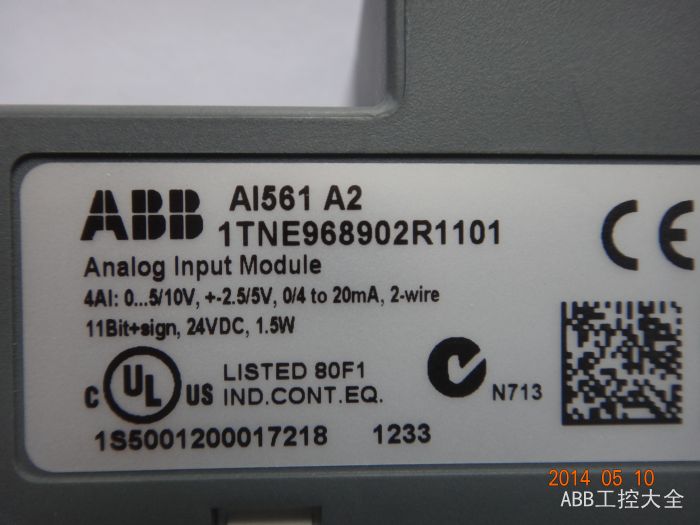 ABB AI561 A2
1TNE968902R1101
Analog Input Module
4AI: 0...5/10V, +-2.5/5V, 0/4 to 20mA, 2-wire
11Bit+sign, 24VDC, 1.5W
CE
C UL US LISTED 80F1
IND.CONT.EQ.
N713
1S5001200017218 1233
2014 05 10
ABB工控大全